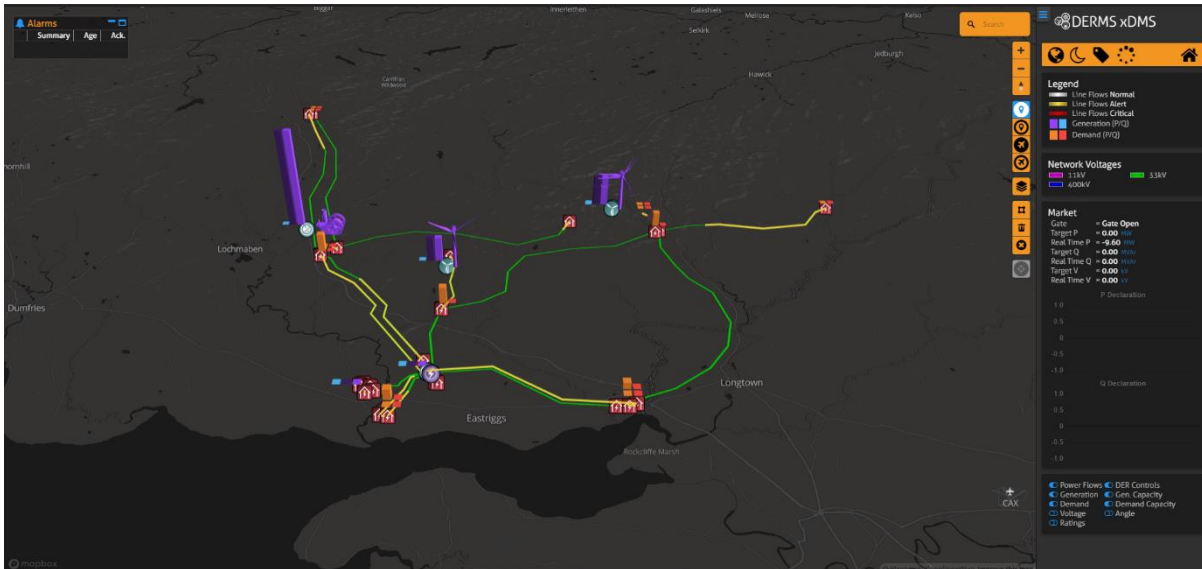 Alarms
Summary Age Ack.
Biggar
Innerleithen
Galashiels
Melrose
Kelso
Selkirk
Jedburgh
Hawick
Carrifran
Wildwood
Lochmaben
Dumfries
Eastriggs
Longtown
Rockcliffe Marsh
CAX
mapbox
Search
DERMS xDMS
Legend
Line Flows Normal
Line Flows Alert
Line Flows Critical
Generation (P/Q)
Demand (P/Q)
Network Voltages
11kV 33kV
400kV
Market
Gate = Gate Open
Target P = 0.00 MW
Real Time P = -9.60 MW
Target Q = 0.00 MVAr
Real Time Q = 0.00 MVAr
Target V = 0.00 kV
Real Time V = 0.00 kV
P Declaration
1.0
0.5
0
-0.5
-1.0
Q Declaration
1.0
0.5
0
-0.5
-1.0
Power Flows DER Controls
Generation Gen. Capacity
Demand Demand Capacity
Voltage Angle
Ratings